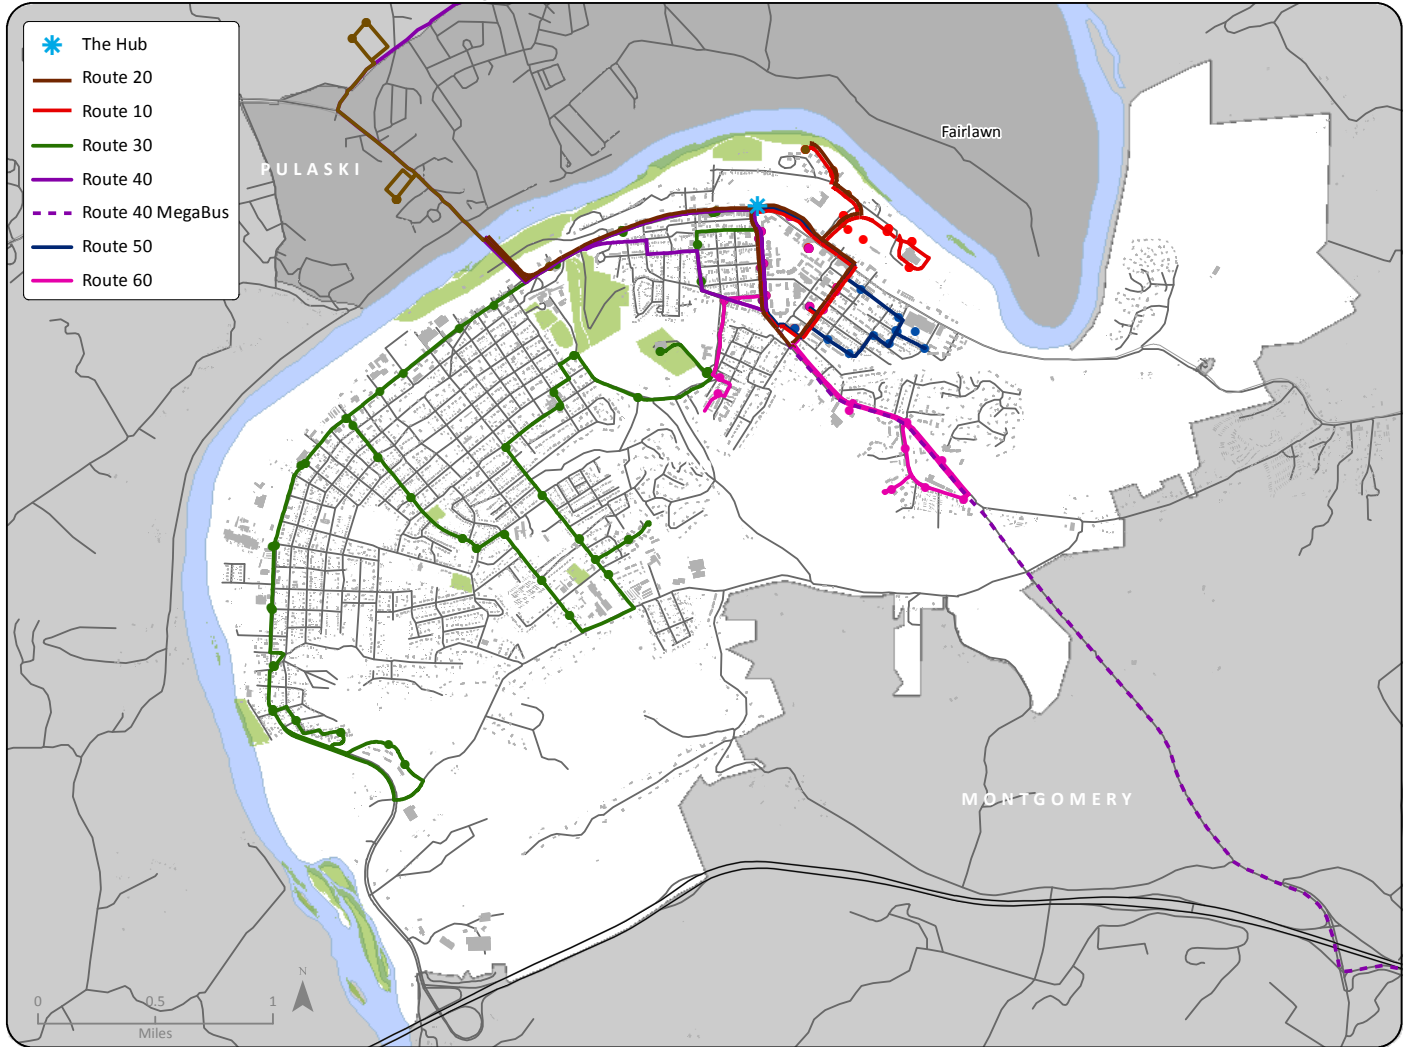 The Hub
Route 20
Route 10
Route 30
Route 40
Route 40 MegaBus
Route 50
Route 60
Fairlawn
PULASKI
MONTGOMERY
N
0 0.5 1
Miles